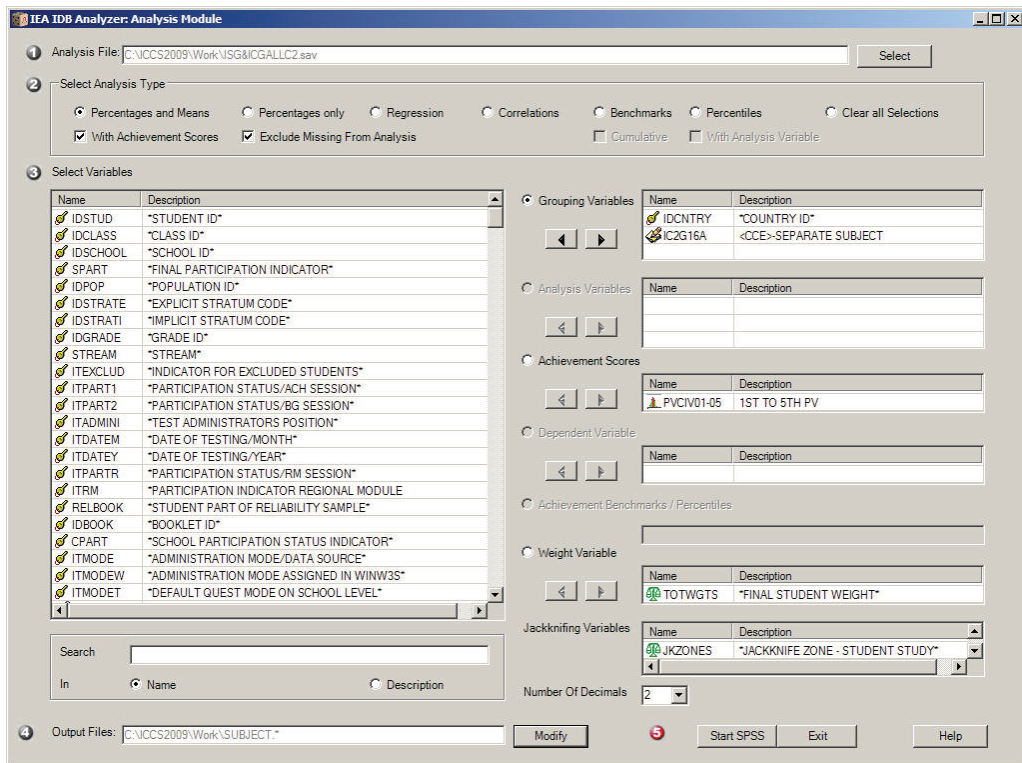 IEA IDB Analyzer: Analysis Module
1 Analysis File: C:\ICCS2009\Work\ISG&ICGALLC2.sav Select
2 Select Analysis Type
Percentages and Means Percentages only Regression Correlations Benchmarks Percentiles Clear all Selections
With Achievement Scores Exclude Missing From Analysis Cumulative With Analysis Variable
3 Select Variables
Name Description
IDSTUD *STUDENT ID*
IDCLASS *CLASS ID*
IDSCHOOL *SCHOOL ID*
SPART *FINAL PARTICIPATION INDICATOR*
IDPOP *POPULATION ID*
IDSTRATE *EXPLICIT STRATUM CODE*
IDSTRATI *IMPLICIT STRATUM CODE*
IDGRADE *GRADE ID*
STREAM *STREAM*
ITEXCLUD *INDICATOR FOR EXCLUDED STUDENTS*
ITPART1 *PARTICIPATION STATUS/ACH SESSION*
ITPART2 *PARTICIPATION STATUS/BG SESSION*
ITADMINI *TEST ADMINISTRATORS POSITION*
ITDATEM *DATE OF TESTING/MONTH*
ITDATEY *DATE OF TESTING/YEAR*
ITPARTR *PARTICIPATION STATUS/RM SESSION*
ITRM *PARTICIPATION INDICATOR REGIONAL MODULE
RELBOOK *STUDENT PART OF RELIABILITY SAMPLE*
IDBOOK *BOOKLET ID*
CPART *SCHOOL PARTICIPATION STATUS INDICATOR*
ITMODE *ADMINISTRATION MODE/DATA SOURCE*
ITMODEW *ADMINISTRATION MODE ASSIGNED IN WINW3S*
ITMODET *DEFAULT QUEST MODE ON SCHOOL LEVEL*
Search
In Name Description
Grouping Variables
Name Description
IDCNTRY *COUNTRY ID*
IC2G16A <CCE>-SEPARATE SUBJECT
Analysis Variables
Name Description
Achievement Scores
Name Description
PVCIV01-05 1ST TO 5TH PV
Dependent Variable
Name Description
Achievement Benchmarks / Percentiles
Weight Variable
Name Description
TOTWGTS *FINAL STUDENT WEIGHT*
Jackknifing Variables
Name Description
JKZONES *JACKKNIFE ZONE - STUDENT STUDY*
Number Of Decimals 2
4 Output Files: C:\ICCS2009\Work\SUBJECT.* Modify
5 Start SPSS Exit Help